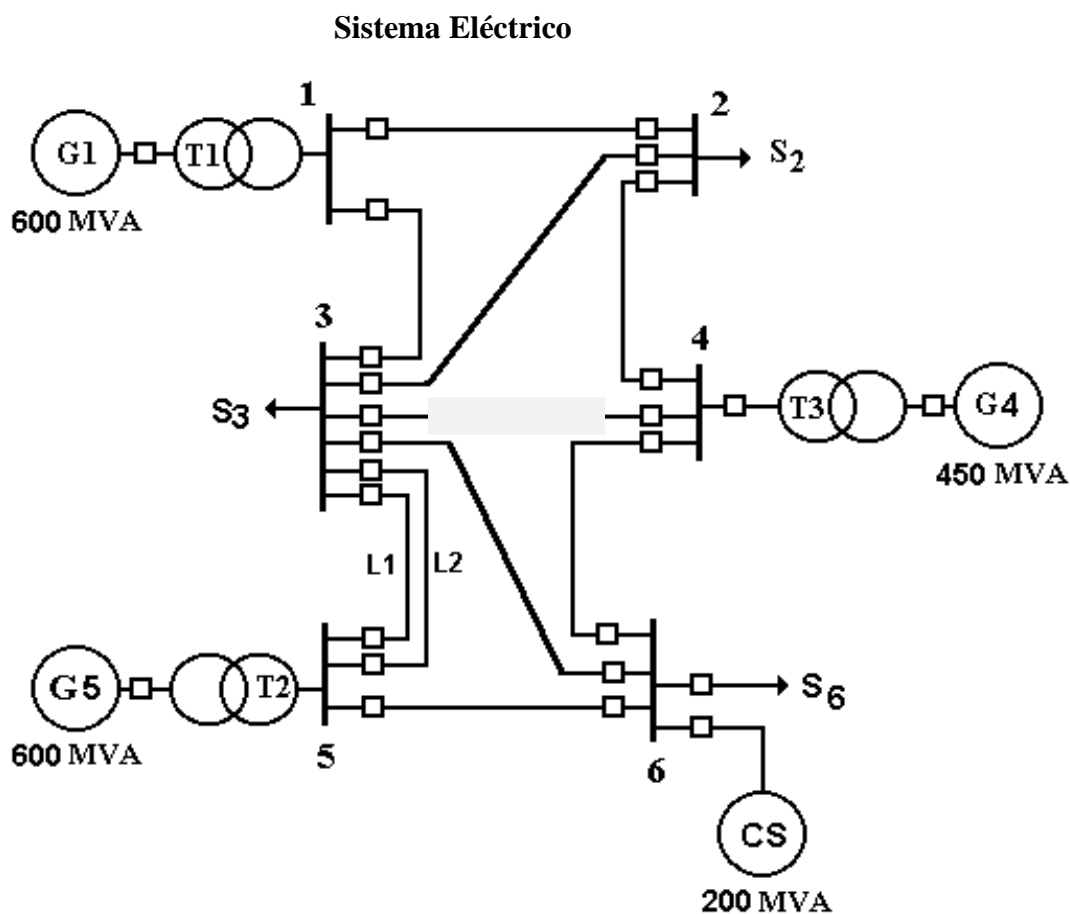 Sistema Eléctrico
1
2
G1
T1
S2
600 MVA
3
4
S3
T3
G4
450 MVA
L1
L2
G5
T2
S6
600 MVA
5
6
CS
200 MVA